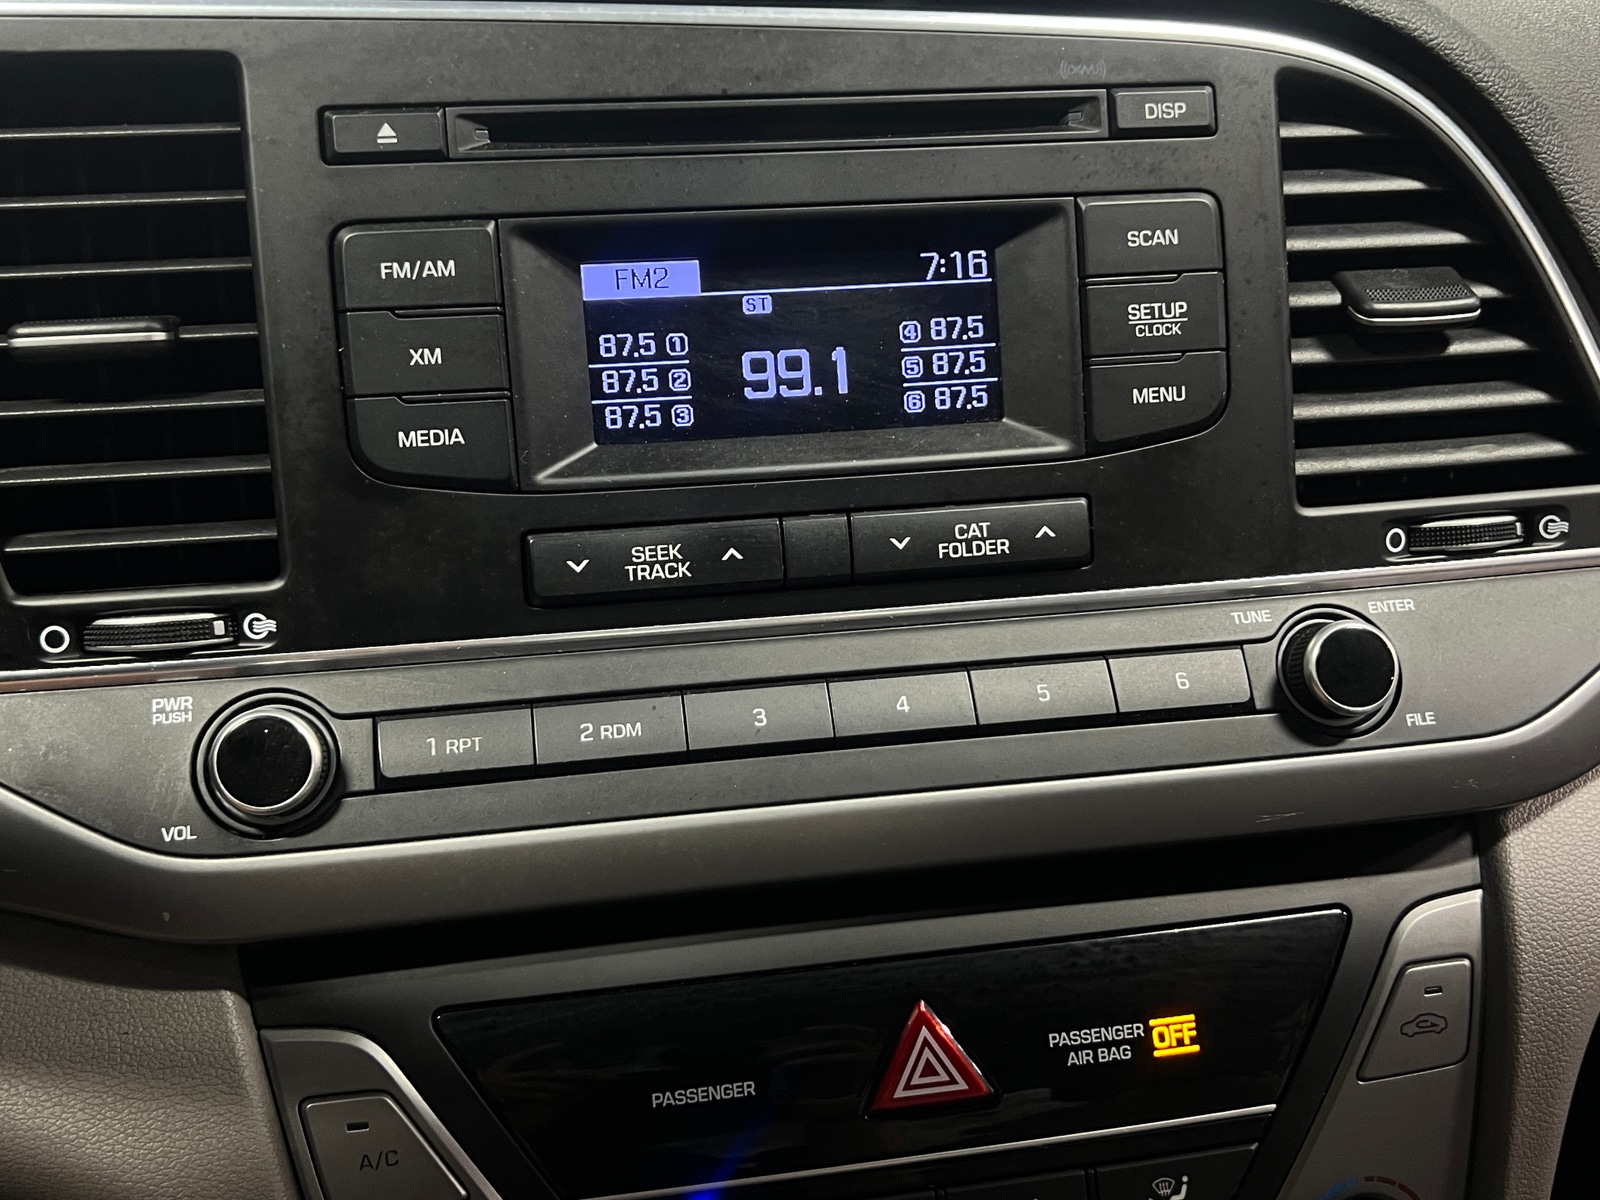 ((XM))
DISP
FM/AM
XM
MEDIA
FM2
7:16
ST
87.5 1
87.5 2
87.5 3
99.1
4 87.5
5 87.5
6 87.5
SCAN
SETUP
CLOCK
MENU
SEEK
TRACK
CAT
FOLDER
TUNE
ENTER
FILE
PWR
PUSH
VOL
1 RPT
2 RDM
3
4
5
6
PASSENGER
PASSENGER
AIR BAG
OFF
A/C